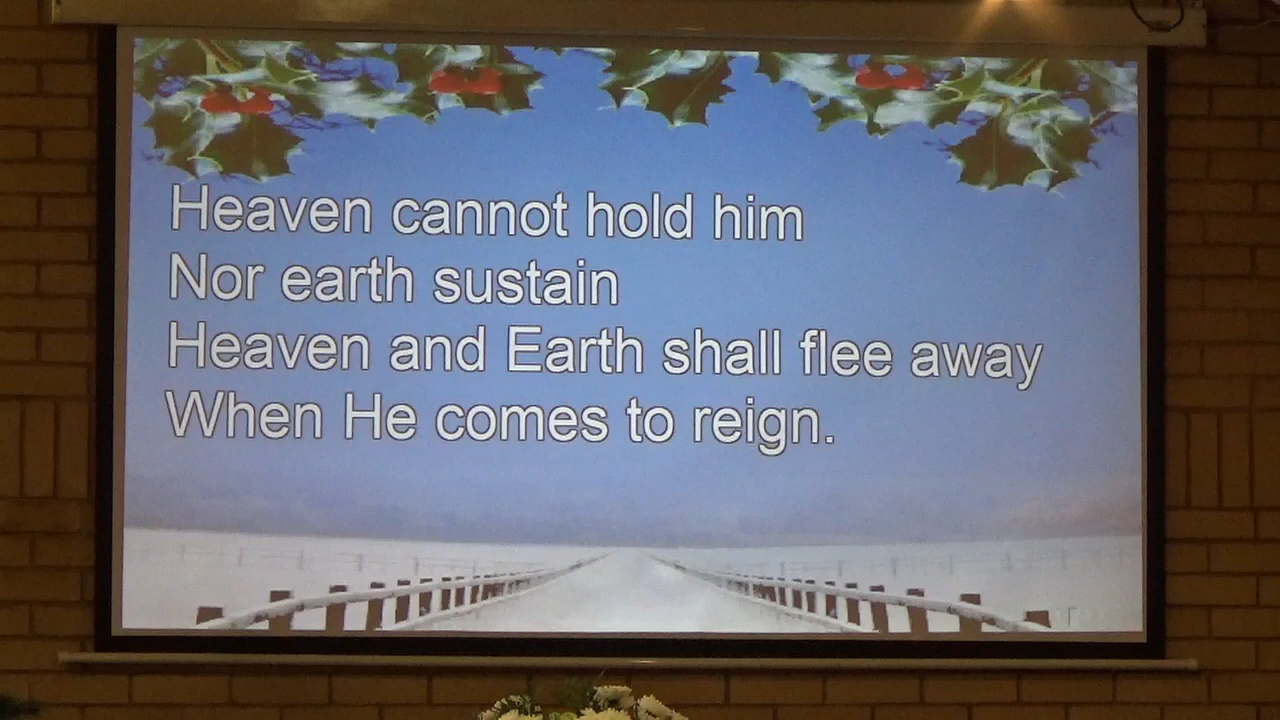 Heaven cannot hold him
Nor earth sustain
Heaven and Earth shall flee away
When He comes to reign.